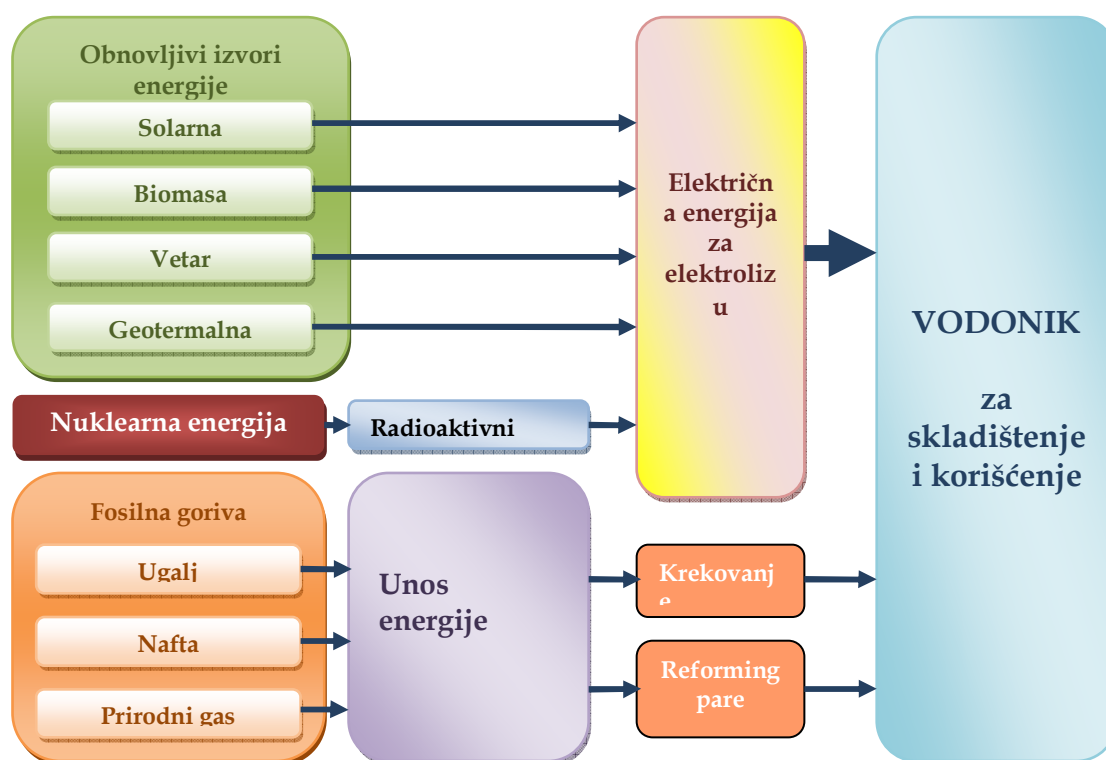 Obnovljivi izvori
energije
Solarna
Biomasa
Vetar
Geotermalna
Nuklearna energija
Radioaktivni
Fosilna goriva
Ugalj
Nafta
Prirodni gas
Unos
energije
Električn
a energija
za
elektroliz
u
Krekovanj
e
Reforming
pare
VODONIK
za
skladištenje
i korišćenje